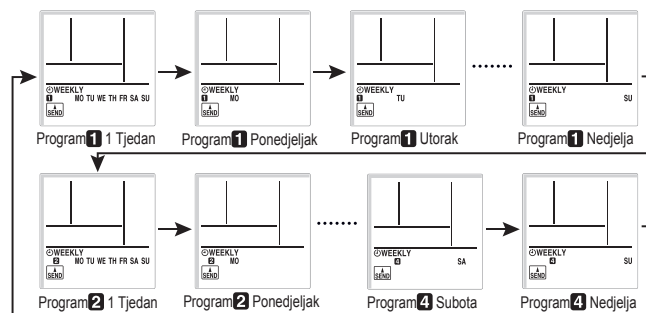 WEEKLY
1 MO TU WE TH FR SA SU
SEND
Program 1 1 Tjedan
WEEKLY
1 MO
SEND
Program 1 Ponedjeljak
WEEKLY
1 TU
SEND
Program 1 Utorak
........
WEEKLY
1 SU
SEND
Program 1 Nedjelja
WEEKLY
2 MO TU WE TH FR SA SU
SEND
Program 2 1 Tjedan
WEEKLY
2 MO
SEND
Program 2 Ponedjeljak
........
WEEKLY
4 SA
SEND
Program 4 Subota
WEEKLY
4 SU
SEND
Program 4 Nedjelja